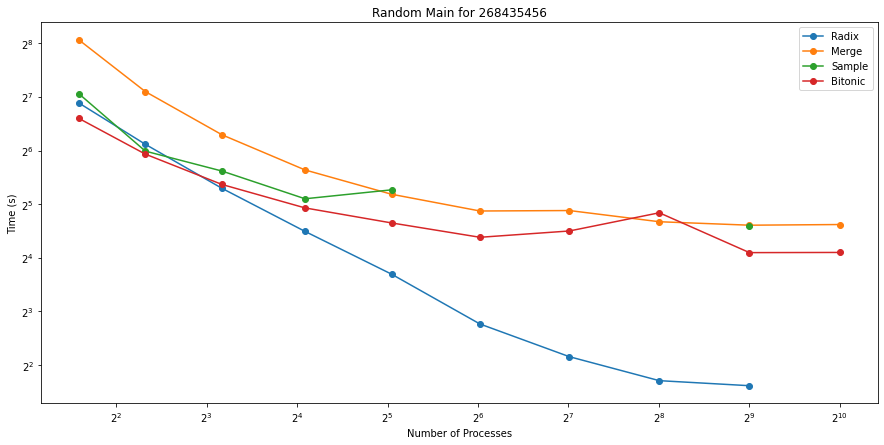 Random Main for 268435456
Radix
Merge
Sample
Bitonic
Time (s)
2⁸
2⁷
2⁶
2⁵
2⁴
2³
2²
2² 2³ 2⁴ 2⁵ 2⁶ 2⁷ 2⁸ 2⁹ 2¹⁰
Number of Processes